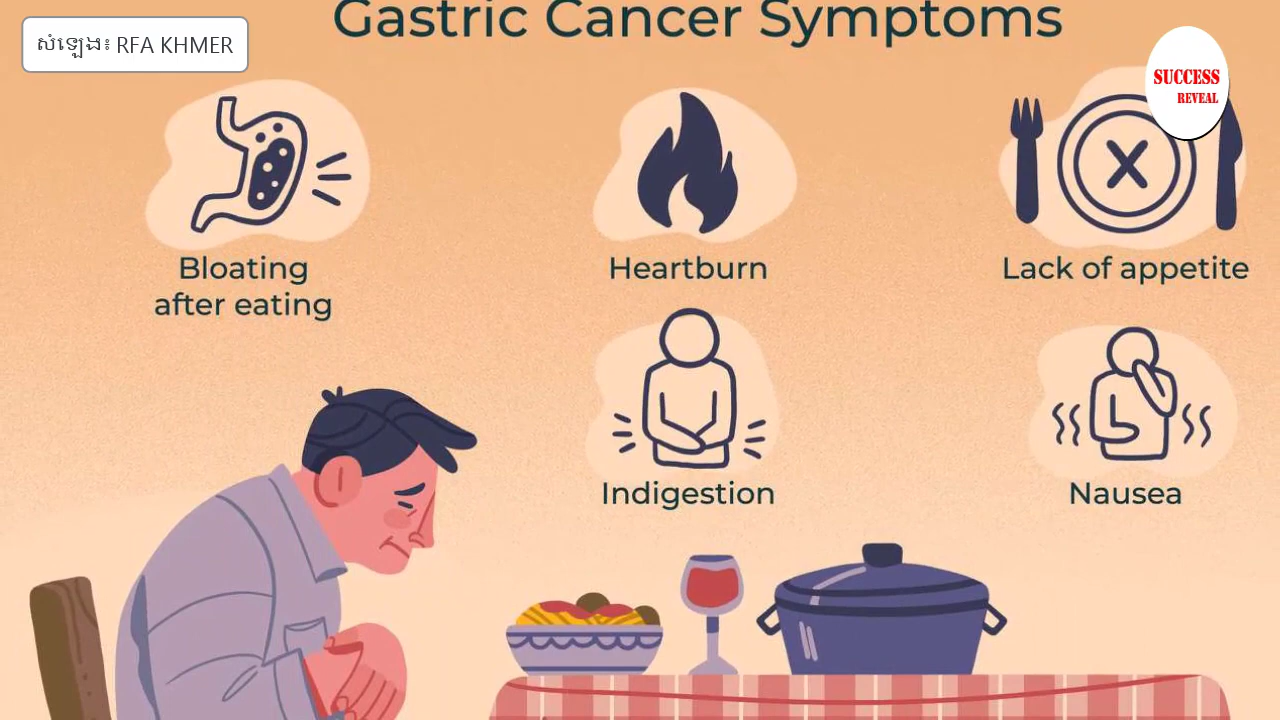 Gastric Cancer Symptoms
សំឡេង៖ RFA KHMER
SUCCESS
REVEAL
Bloating
after eating
Heartburn
Lack of appetite
Indigestion
Nausea